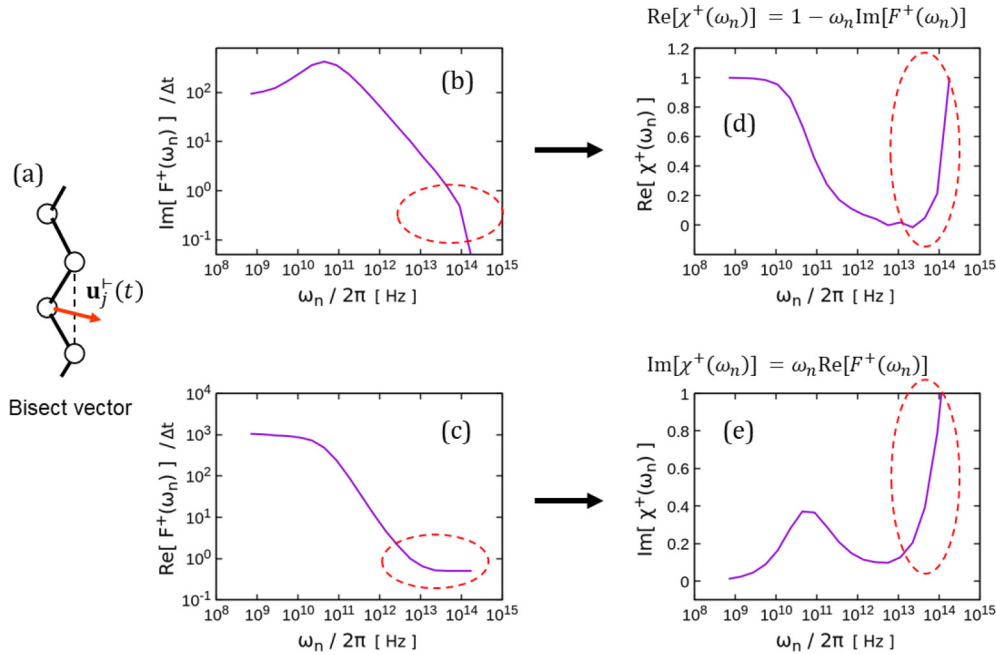 Re[χ⁺(ωₙ)] = 1 − ωₙIm[F⁺(ωₙ)]
(a)
𝐮ⱼ⊢(t)
Bisect vector
(b)
Im[ F⁺(ωₙ) ] / Δt
10²
10¹
10⁰
10⁻¹
10⁸ 10⁹ 10¹⁰ 10¹¹ 10¹² 10¹³ 10¹⁴ 10¹⁵
ωₙ / 2π [ Hz ]
(d)
Re[ χ⁺(ωₙ) ]
1.2
1
0.8
0.6
0.4
0.2
0
10⁸ 10⁹ 10¹⁰ 10¹¹ 10¹² 10¹³ 10¹⁴ 10¹⁵
ωₙ / 2π [ Hz ]
(c)
Re[ F⁺(ωₙ) ] / Δt
10⁴
10³
10²
10¹
10⁰
10⁻¹
10⁸ 10⁹ 10¹⁰ 10¹¹ 10¹² 10¹³ 10¹⁴ 10¹⁵
ωₙ / 2π [ Hz ]
Im[χ⁺(ωₙ)] = ωₙRe[F⁺(ωₙ)]
(e)
Im[ χ⁺(ωₙ) ]
1
0.8
0.4
0.2
0
10⁸ 10⁹ 10¹⁰ 10¹¹ 10¹² 10¹³ 10¹⁴ 10¹⁵
ωₙ / 2π [ Hz ]